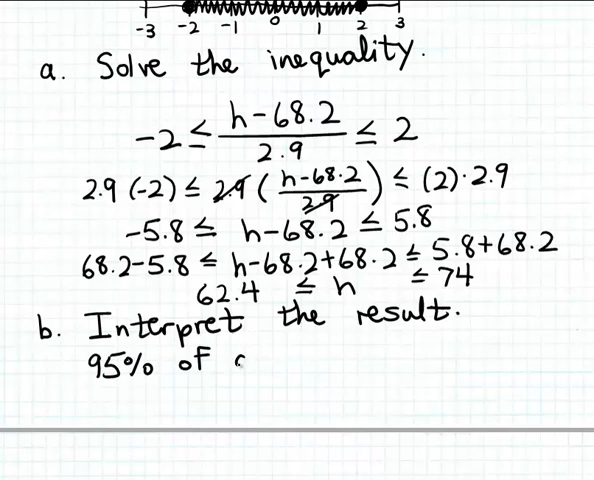 -3 -2 -1 0 1 2 3
a. Solve the inequality.
-2 ≤ (h-68.2)/2.9 ≤ 2
2.9 (-2) ≤ 2.9 ((h-68.2)/2.9) ≤ (2)·2.9
-5.8 ≤ h-68.2 ≤ 5.8
68.2-5.8 ≤ h-68.2+68.2 ≤ 5.8+68.2
62.4 ≤ h ≤ 74
b. Interpret the result.
95% of